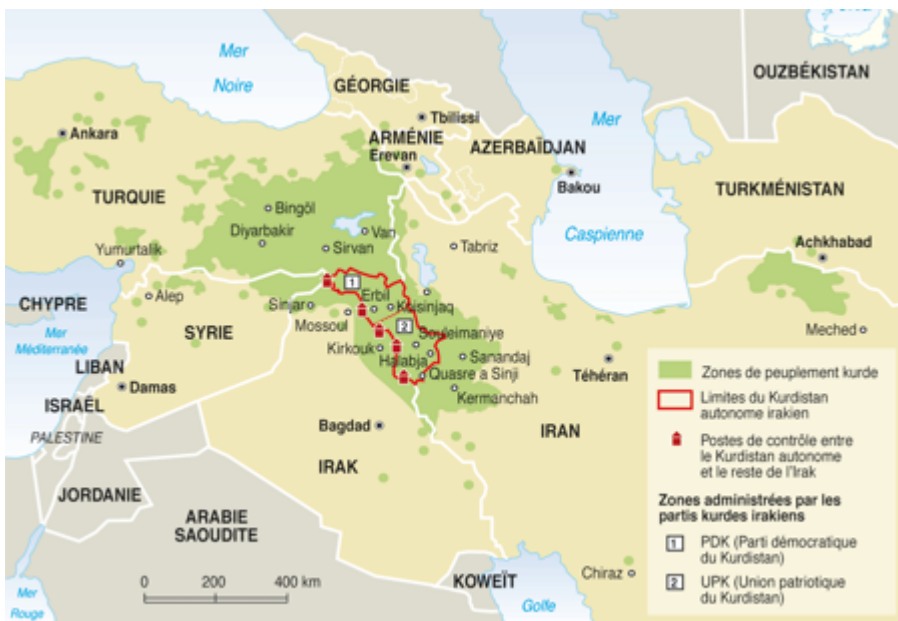 Mer
Noire
GÉORGIE
OUZBÉKISTAN
Tbilissi
Ankara
ARMÉNIE
Erevan
AZERBAÏDJAN
Mer
Bakou
TURKMÉNISTAN
TURQUIE
Bingöl
Diyarbakir
Van
Sirvan
Tabriz
Caspienne
Achkhabad
Yumurtalik
CHYPRE
Alep
1
Sinjar
Erbil
Koisinjaq
Mossoul
2
Souleimaniye
Mer
Méditerranée
SYRIE
Kirkouk
Halabja
Sanandaj
Meched
LIBAN
Damas
Quasre a Sinji
Kermanchah
Téhéran
ISRAËL
PALESTINE
Bagdad
IRAN
IRAK
JORDANIE
ARABIE
SAOUDITE
KOWEÏT
Chiraz
Golfe
Mer
Rouge
0 200 400 km
Zones de peuplement kurde
Limites du Kurdistan
autonome irakien
Postes de contrôle entre
le Kurdistan autonome
et le reste de l'Irak
Zones administrées par les
partis kurdes irakiens
1 PDK (Parti démocratique
du Kurdistan)
2 UPK (Union patriotique
du Kurdistan)